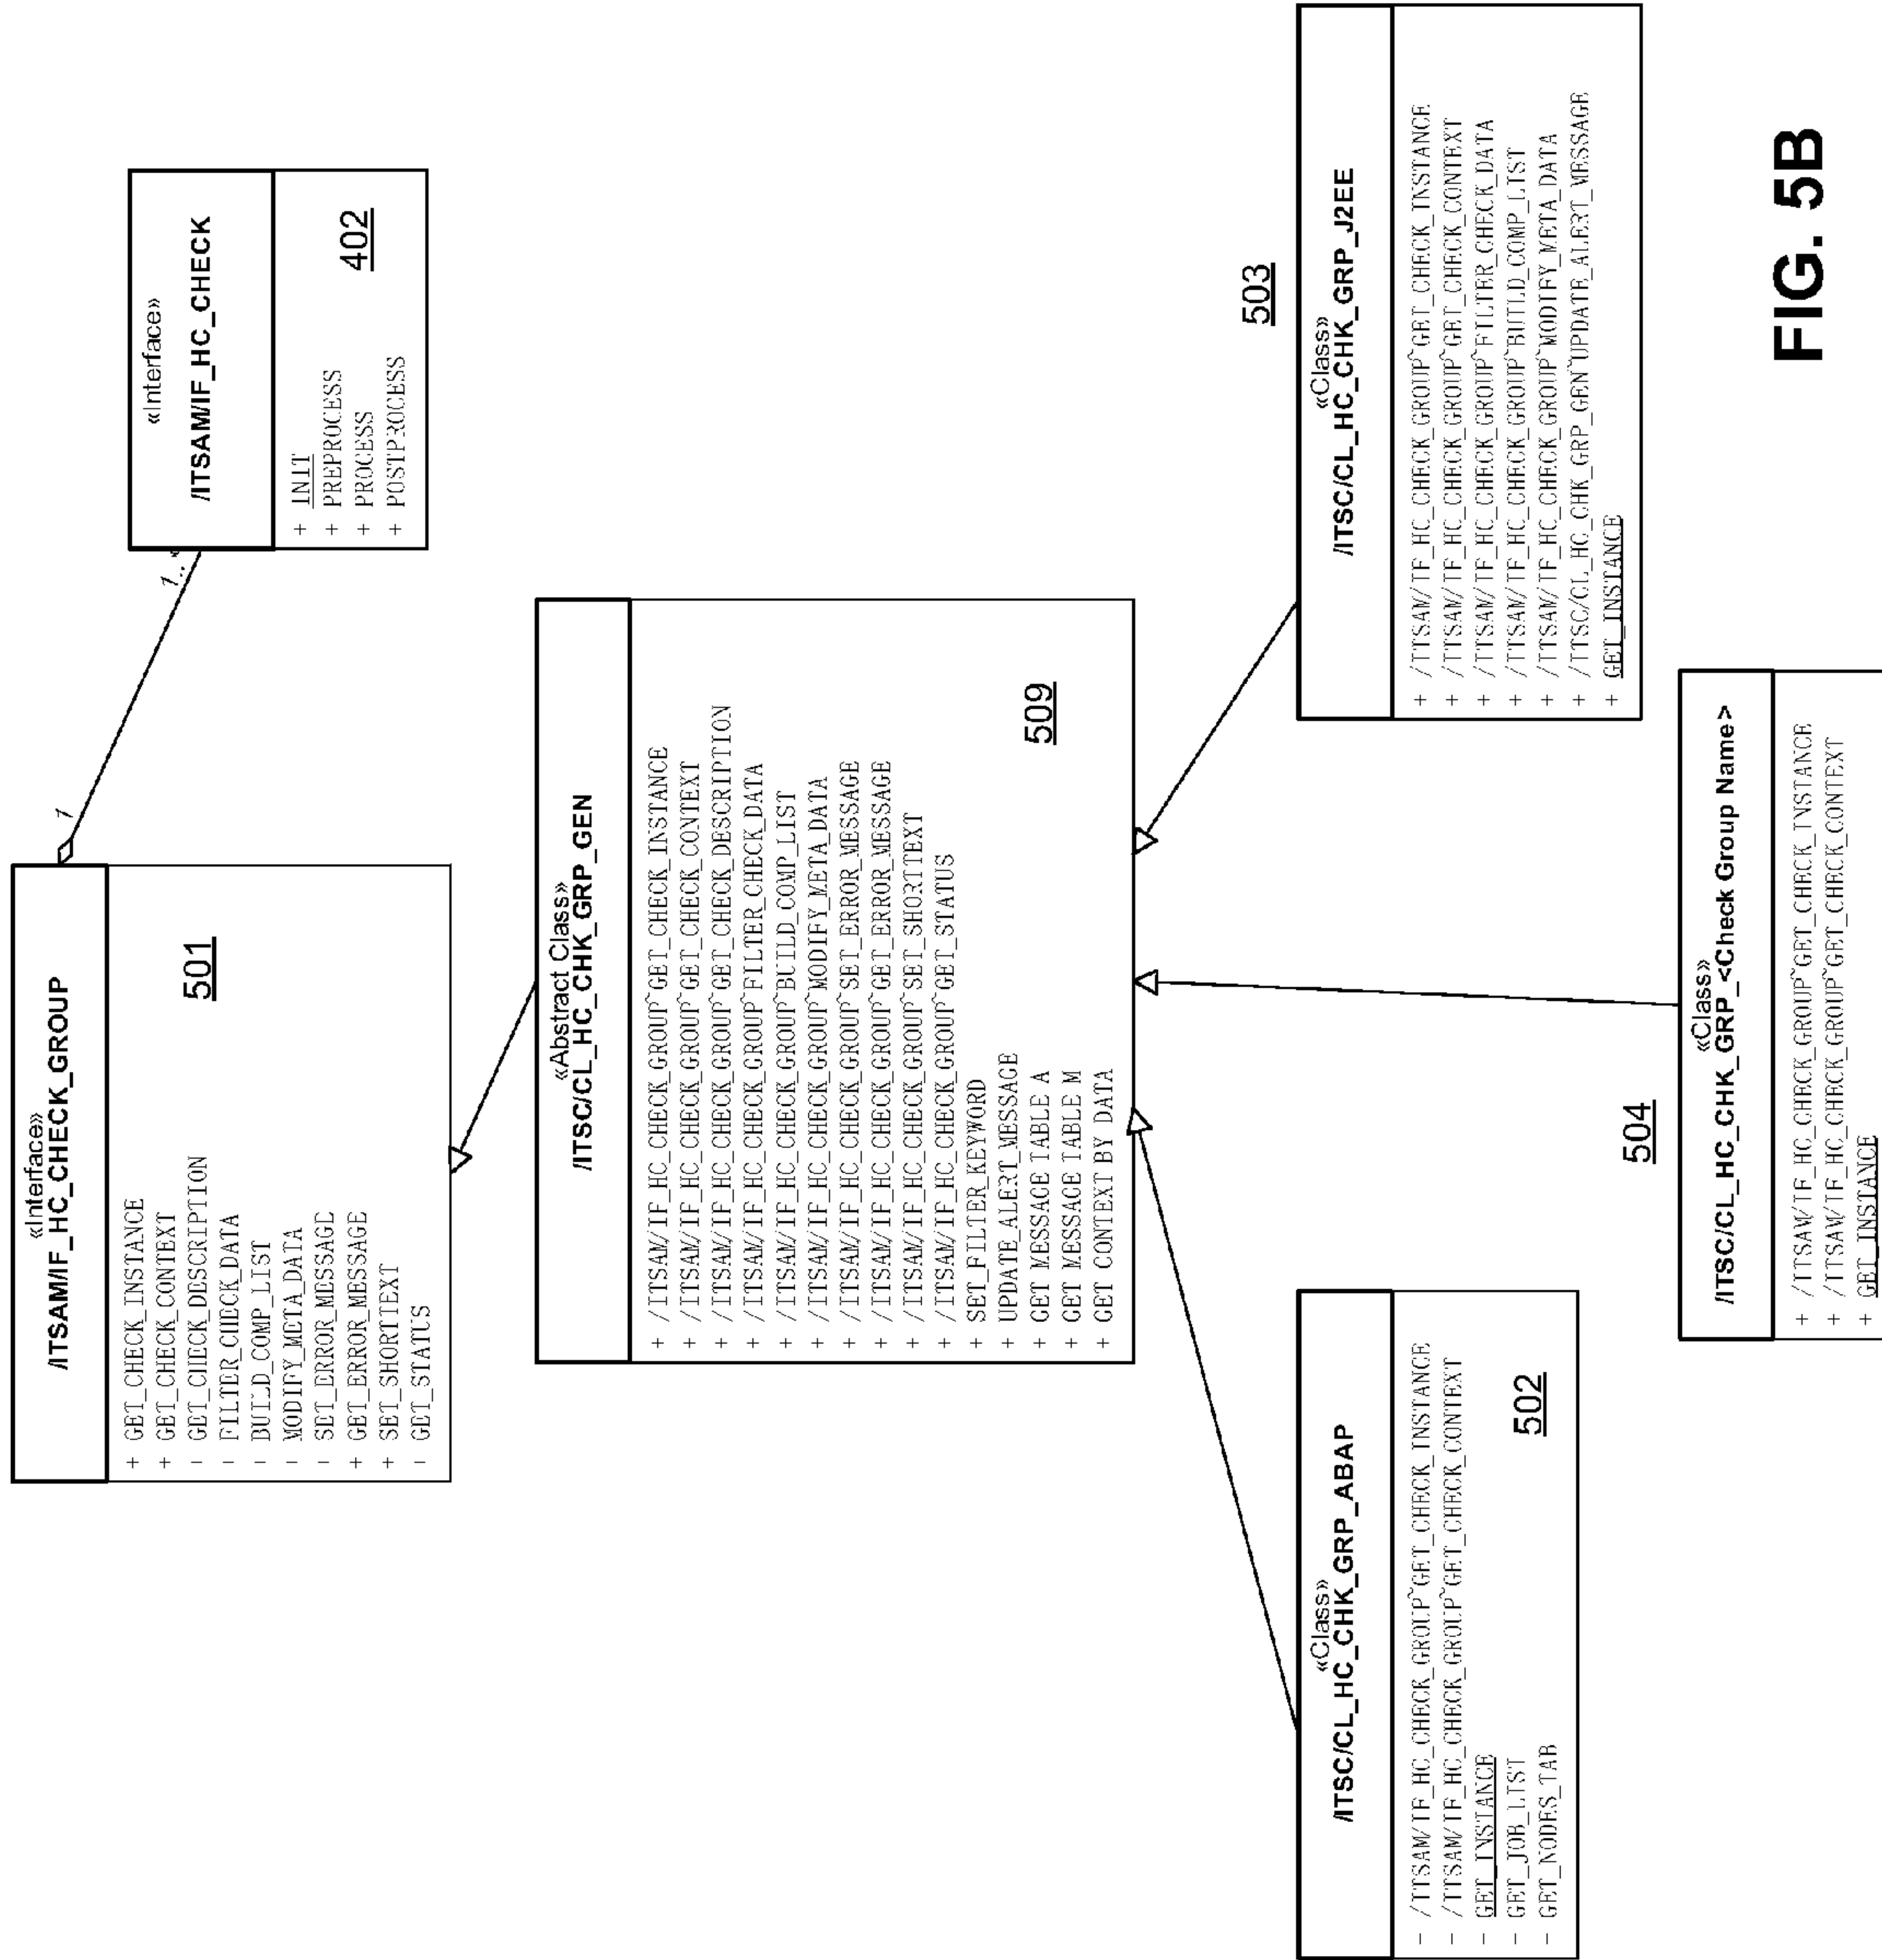 «Interface»
/ITSAM/IF_HC_CHECK_GROUP
501
+ GET_CHECK_INSTANCE
+ GET_CHECK_CONTEXT
- GET_CHECK_DESCRIPTION
- FILTER_CHECK_DATA
- BUILD_COMP_LIST
- MODIFY_META_DATA
- SET_ERROR_MESSAGE
+ GET_ERROR_MESSAGE
+ SET_SHORTTEXT
- GET_STATUS
1
1..*
«Interface»
/ITSAM/IF_HC_CHECK
402
+ INIT
+ PREPROCESS
+ PROCESS
+ POSTPROCESS
«Abstract Class»
/ITSC/CL_HC_CHK_GRP_GEN
+ /ITSAM/IF_HC_CHECK_GROUP~GET_CHECK_INSTANCE
+ /ITSAM/IF_HC_CHECK_GROUP~GET_CHECK_CONTEXT
+ /ITSAM/IF_HC_CHECK_GROUP~GET_CHECK_DESCRIPTION
+ /ITSAM/IF_HC_CHECK_GROUP~FILTER_CHECK_DATA
+ /ITSAM/IF_HC_CHECK_GROUP~BUILD_COMP_LIST
+ /ITSAM/IF_HC_CHECK_GROUP~MODIFY_META_DATA
+ /ITSAM/IF_HC_CHECK_GROUP~SET_ERROR_MESSAGE
+ /ITSAM/IF_HC_CHECK_GROUP~GET_ERROR_MESSAGE
+ /ITSAM/IF_HC_CHECK_GROUP~SET_SHORTTEXT
+ /ITSAM/IF_HC_CHECK_GROUP~GET_STATUS
+ SET_FILTER_KEYWORD
+ UPDATE_ALERT_MESSAGE
+ GET MESSAGE TABLE A
+ GET MESSAGE TABLE M
+ GET CONTEXT BY DATA
509
«Class»
/ITSC/CL_HC_CHK_GRP_ABAP
- /ITSAM/IF_HC_CHECK_GROUP~GET_CHECK_INSTANCE
- /ITSAM/IF_HC_CHECK_GROUP~GET_CHECK_CONTEXT
- GET_INSTANCE
- GET_JOB_LIST
- GET_NODES_TAB
502
504
«Class»
/ITSC/CL_HC_CHK_GRP_<Check Group Name>
+ /ITSAM/IF_HC_CHECK_GROUP~GET_CHECK_INSTANCE
+ /ITSAM/IF_HC_CHECK_GROUP~GET_CHECK_CONTEXT
+ GET_INSTANCE
503
«Class»
/ITSC/CL_HC_CHK_GRP_J2EE
+ /ITSAM/IF_HC_CHECK_GROUP~GET_CHECK_INSTANCE
+ /ITSAM/IF_HC_CHECK_GROUP~GET_CHECK_CONTEXT
+ /ITSAM/IF_HC_CHECK_GROUP~FILTER_CHECK_DATA
+ /ITSAM/IF_HC_CHECK_GROUP~BUILD_COMP_LIST
+ /ITSAM/IF_HC_CHECK_GROUP~MODIFY_META_DATA
+ /ITSC/CL_HC_CHK_GRP_GEN~UPDATE_ALERT_MESSAGE
+ GET_INSTANCE
FIG. 5B